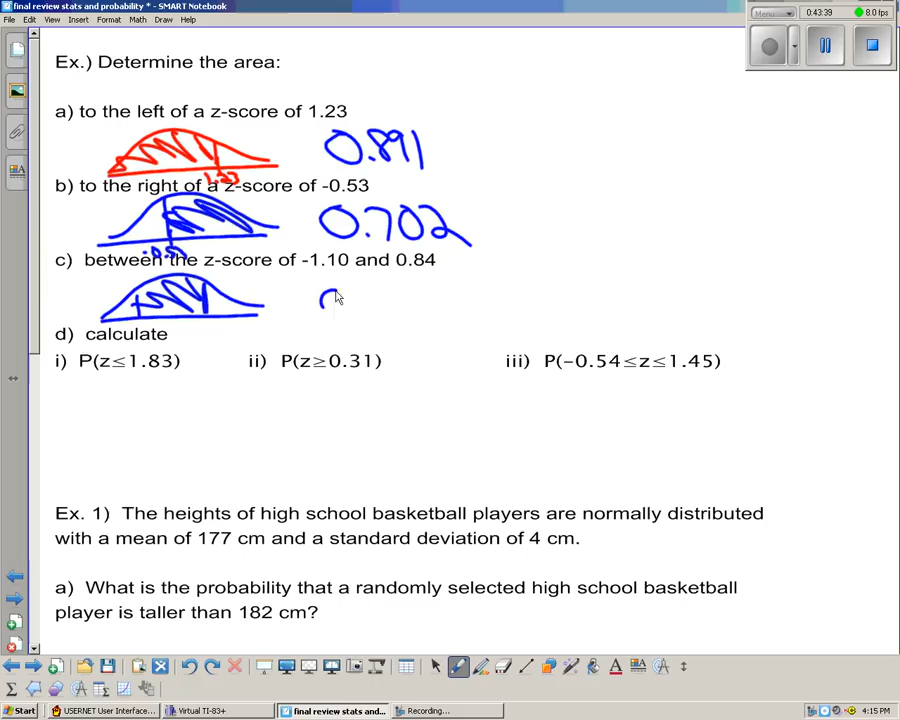 final review stats and probability * - SMART Notebook
File Edit View Insert Format Math Draw Help
Menu 0:43:39 8.0 fps
Ex.) Determine the area:
a) to the left of a z-score of 1.23
0.891
1.23
b) to the right of a z-score of -0.53
0.702
-0.53
c) between the z-score of -1.10 and 0.84
d) calculate
i) P(z≤1.83) ii) P(z≥0.31) iii) P(−0.54≤z≤1.45)
Ex. 1) The heights of high school basketball players are normally distributed
with a mean of 177 cm and a standard deviation of 4 cm.
a) What is the probability that a randomly selected high school basketball
player is taller than 182 cm?
Start USERNET User Interface... Virtual TI-83+ final review stats and... Recording... 4:15 PM